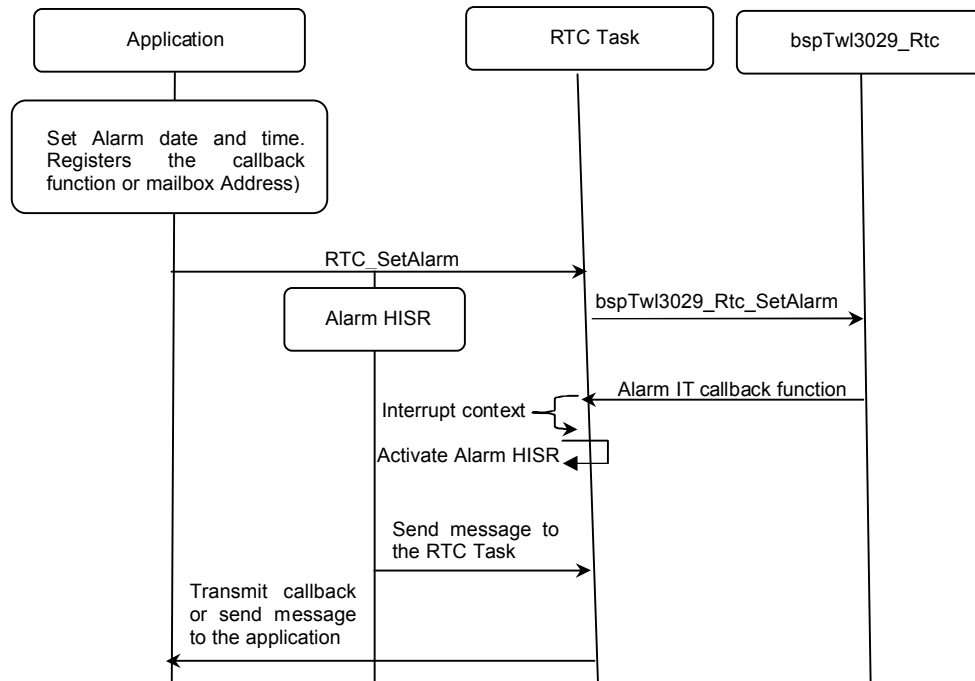 Application
RTC Task
bspTwl3029_Rtc
Set Alarm date and time.
Registers the callback
function or mailbox Address)
RTC_SetAlarm
bspTwl3029_Rtc_SetAlarm
Alarm HISR
Alarm IT callback function
Interrupt context
Activate Alarm HISR
Send message to
the RTC Task
Transmit callback
or send message
to the application